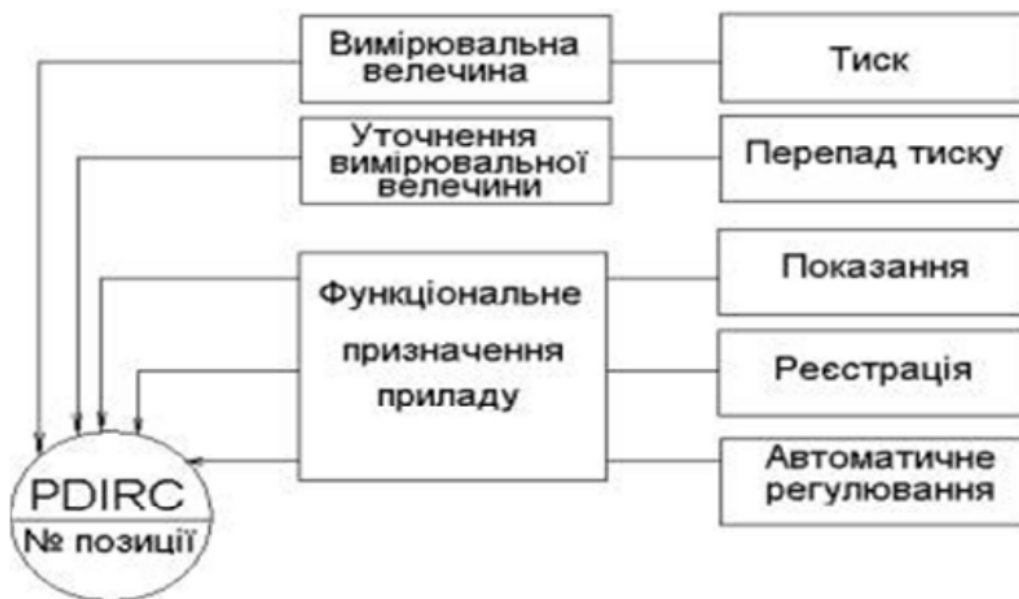 Вимірювальна
велечина
Тиск
Уточнення
вимірювальної
велечини
Перепад тиску
Функціональне
призначення
приладу
Показання
Реєстрація
Автоматичне
регулювання
PDIRC
№ позиції